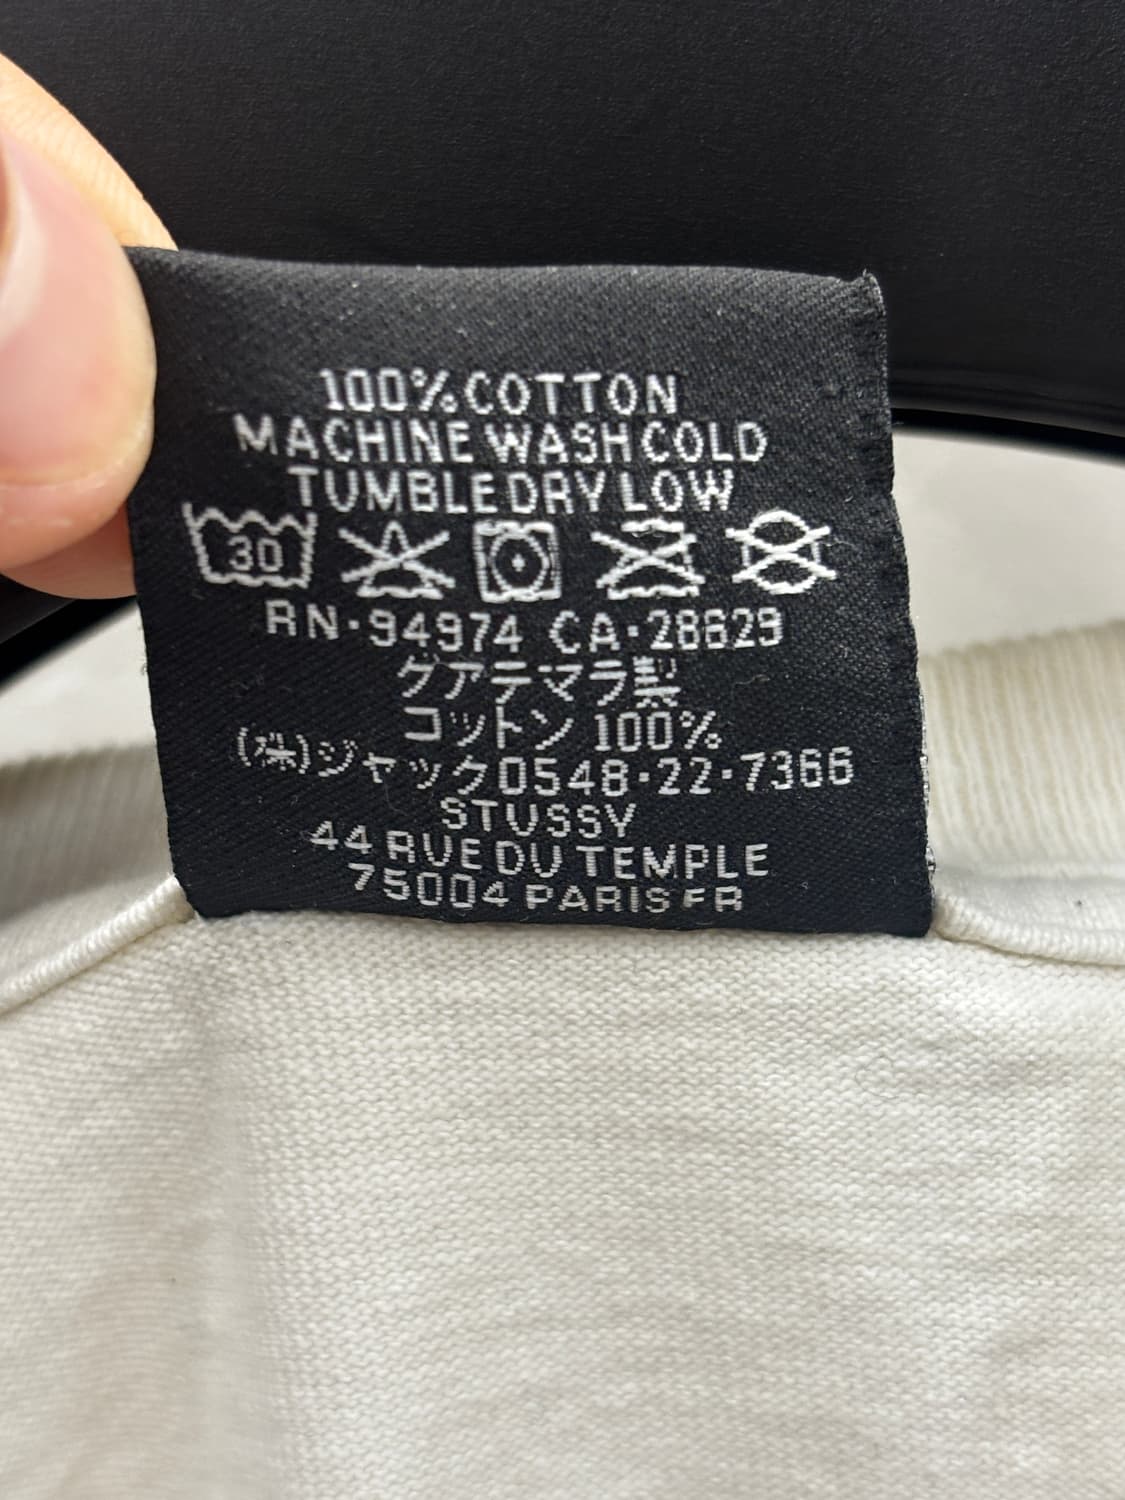 100% COTTON
MACHINE WASH COLD
TUMBLE DRY LOW
30
RN·94974 CA·28629
グアテマラ製
コットン 100%
(株)ジャック0548·22·7366
STUSSY
44 RUE DU TEMPLE
75004 PARIS FR